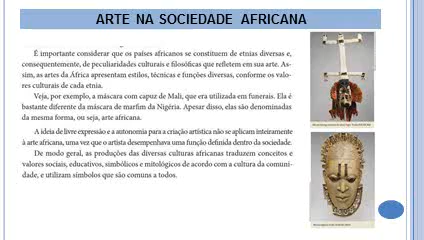 ARTE NA SOCIEDADE AFRICANA
É importante considerar que os países africanos se constituem de etnias diversas e,
consequentemente, de peculiaridades culturais e filosóficas que refletem em sua arte. As-
sim, as artes da África apresentam estilos, técnicas e funções diversas, conforme os valo-
res culturais de cada etnia.
Veja, por exemplo, a máscara com capuz de Mali, que era utilizada em funerais. Ela é
bastante diferente da máscara de marfim da Nigéria. Apesar disso, elas são denominadas
da mesma forma, ou seja, arte africana.
A ideia de livre expressão e a autonomia para a criação artística não se aplicam inteiramente
à arte africana, uma vez que o artista desempenhava uma função definida dentro da sociedade.
De modo geral, as produções das diversas culturas africanas traduzem conceitos e
valores sociais, educativos, simbólicos e mitológicos de acordo com a cultura da comuni-
dade, e utilizam símbolos que são comuns a todos.